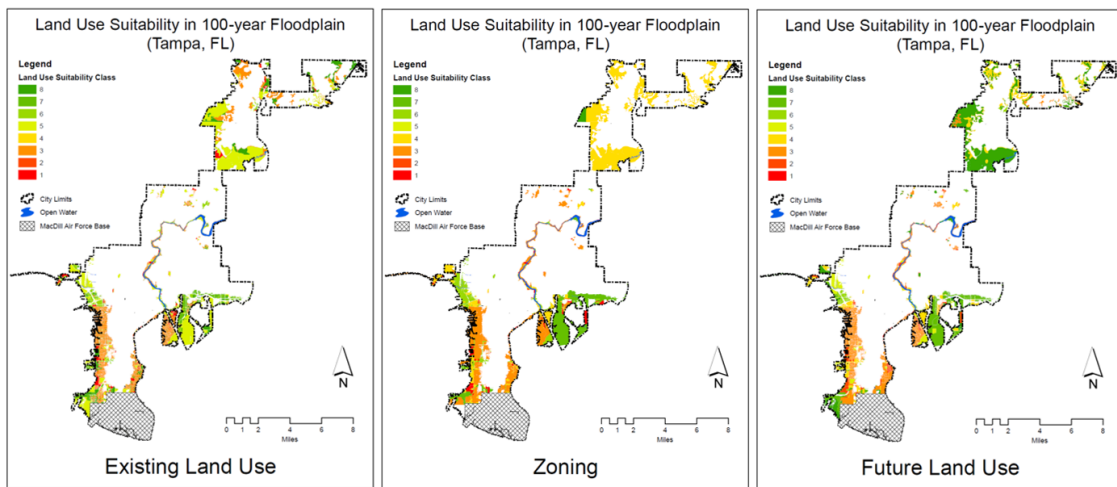 Land Use Suitability in 100-year Floodplain
(Tampa, FL)
Legend
Land Use Suitability Class
8
7
6
5
4
3
2
1
City Limits
Open Water
MacDill Air Force Base
N
0 1 2 4 6 8
Miles
Existing Land Use
Land Use Suitability in 100-year Floodplain
(Tampa, FL)
Legend
Land Use Suitability Class
8
7
6
5
4
3
2
1
City Limits
Open Water
MacDill Air Force Base
N
0 1 2 4 6 8
Miles
Zoning
Land Use Suitability in 100-year Floodplain
(Tampa, FL)
Legend
Land Use Suitability Class
8
7
6
5
4
3
2
1
City Limits
Open Water
MacDill Air Force Base
N
0 1 2 4 6 8
Miles
Future Land Use